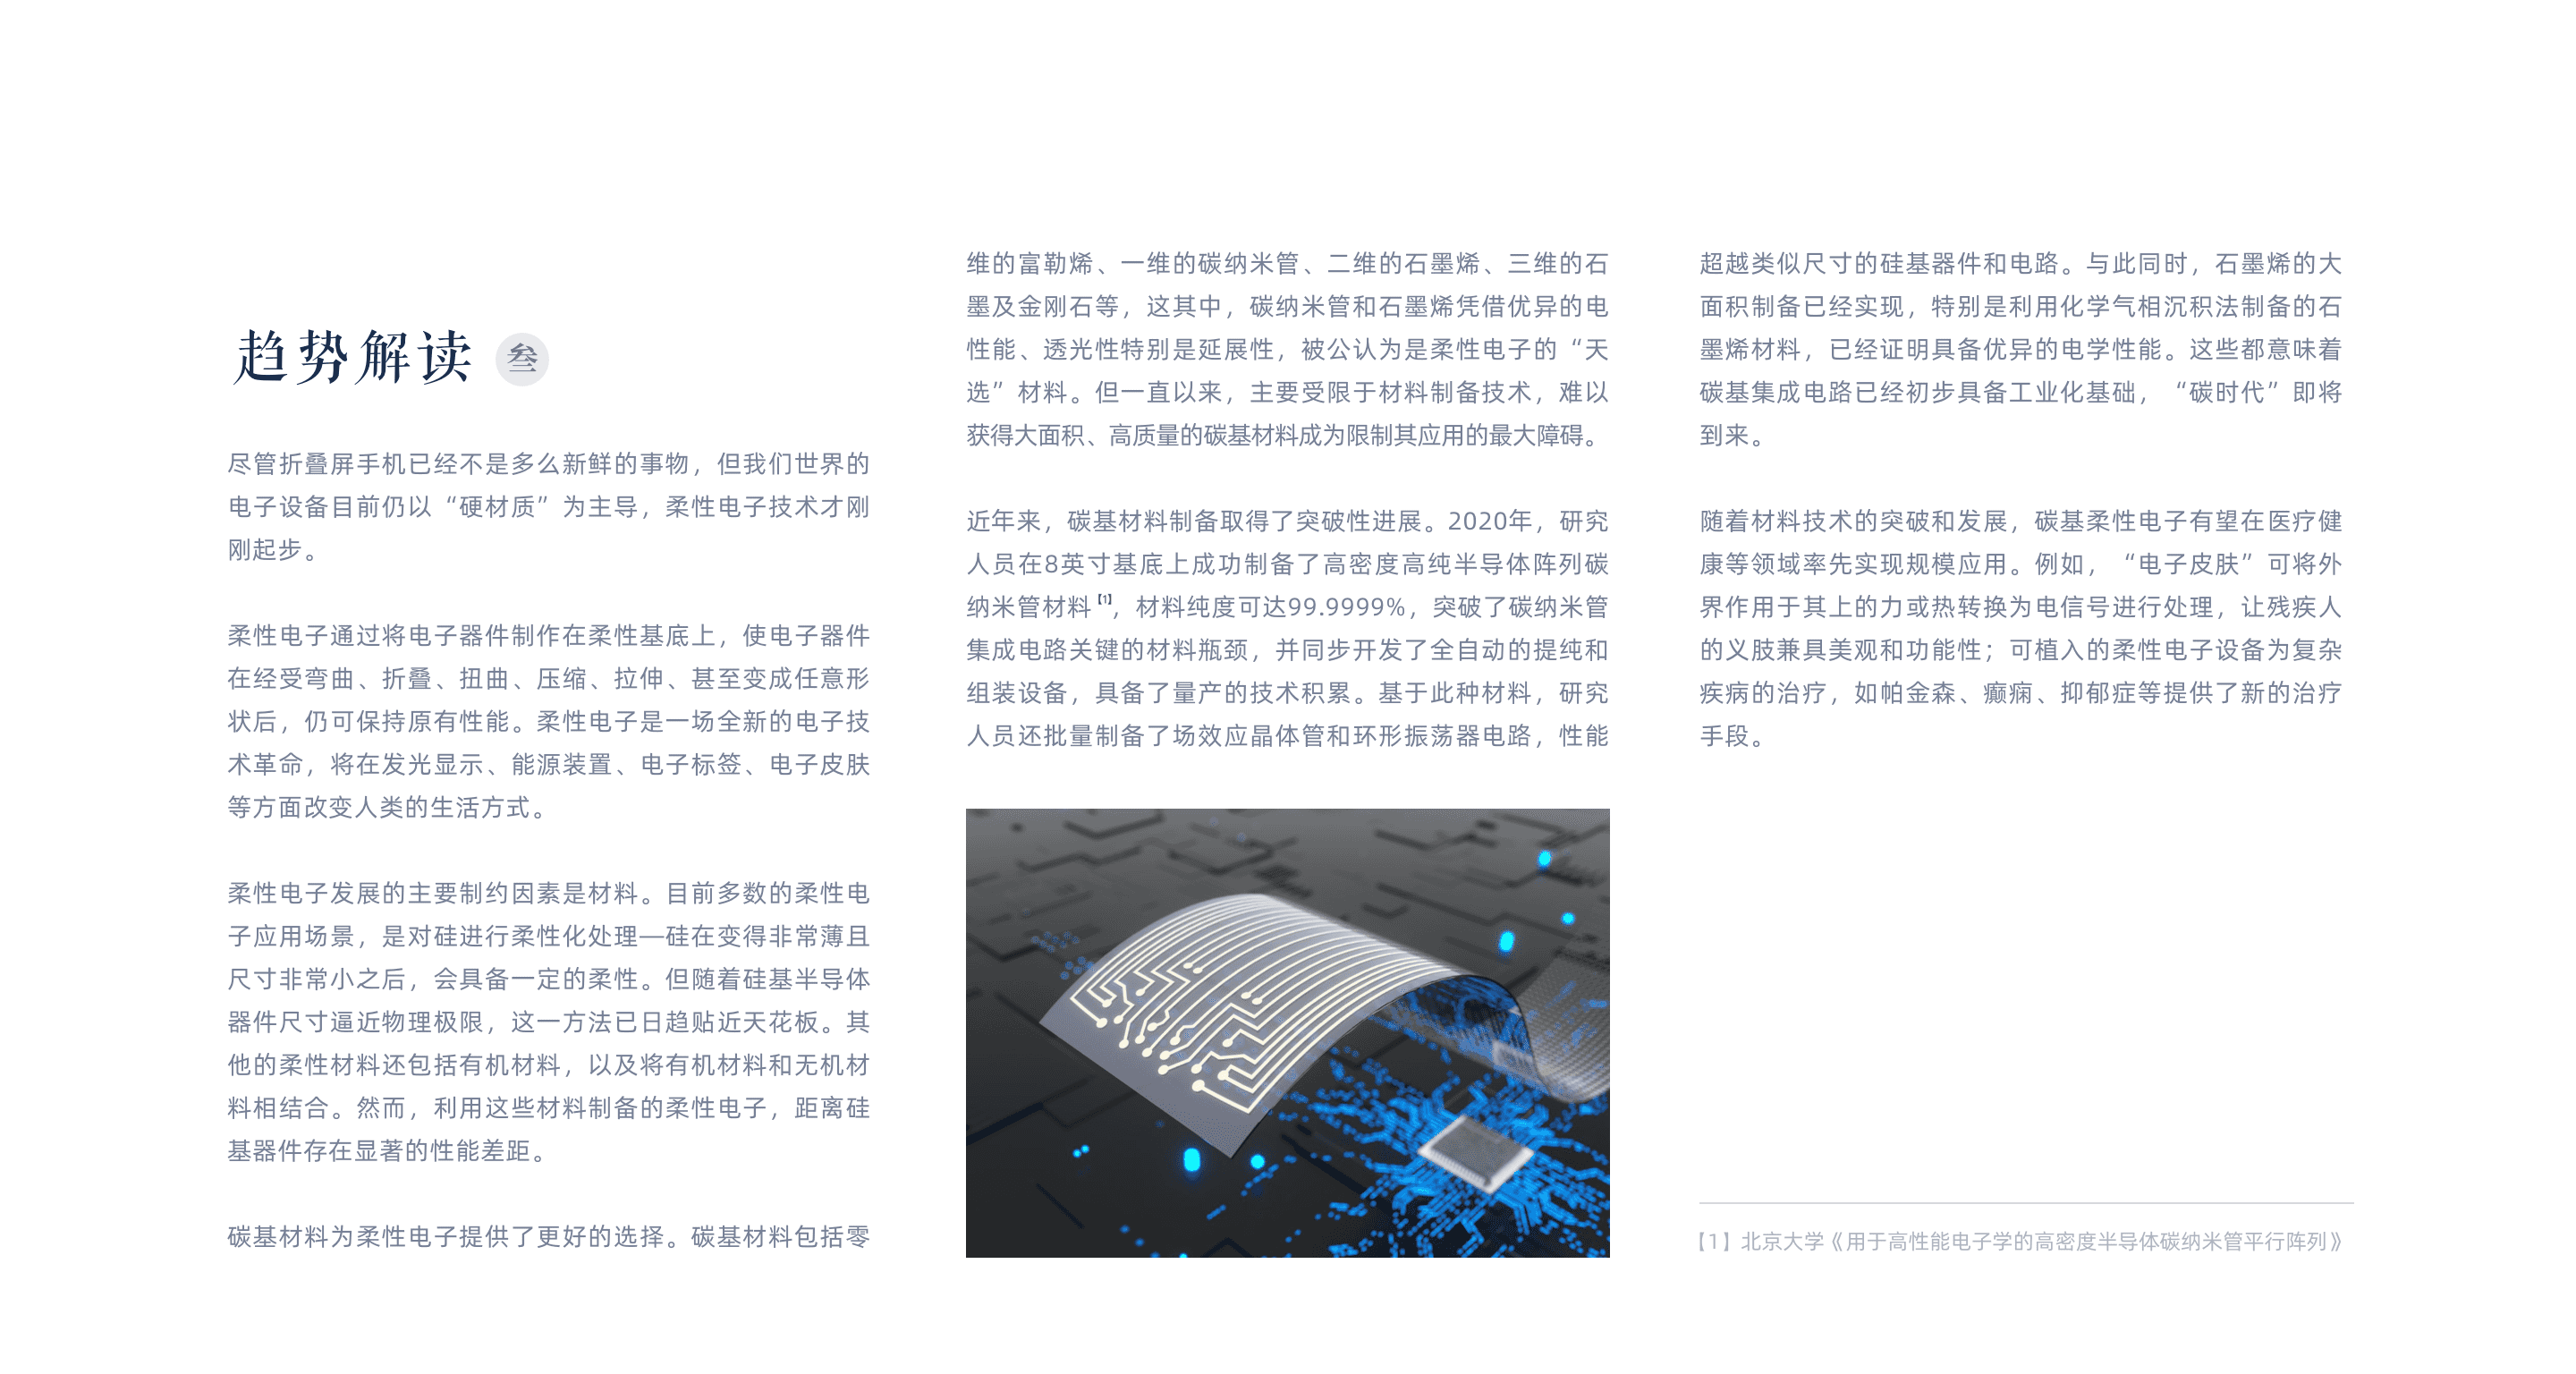 趋势解读 叁
尽管折叠屏手机已经不是多么新鲜的事物，但我们世界的
电子设备目前仍以“硬材质”为主导，柔性电子技术才刚
刚起步。
柔性电子通过将电子器件制作在柔性基底上，使电子器件
在经受弯曲、折叠、扭曲、压缩、拉伸、甚至变成任意形
状后，仍可保持原有性能。柔性电子是一场全新的电子技
术革命，将在发光显示、能源装置、电子标签、电子皮肤
等方面改变人类的生活方式。
柔性电子发展的主要制约因素是材料。目前多数的柔性电
子应用场景，是对硅进行柔性化处理—硅在变得非常薄且
尺寸非常小之后，会具备一定的柔性。但随着硅基半导体
器件尺寸逼近物理极限，这一方法已日趋贴近天花板。其
他的柔性材料还包括有机材料，以及将有机材料和无机材
料相结合。然而，利用这些材料制备的柔性电子，距离硅
基器件存在显著的性能差距。
碳基材料为柔性电子提供了更好的选择。碳基材料包括零
维的富勒烯、一维的碳纳米管、二维的石墨烯、三维的石
墨及金刚石等，这其中，碳纳米管和石墨烯凭借优异的电
性能、透光性特别是延展性，被公认为是柔性电子的“天
选”材料。但一直以来，主要受限于材料制备技术，难以
获得大面积、高质量的碳基材料成为限制其应用的最大障碍。
近年来，碳基材料制备取得了突破性进展。2020年，研究
人员在8英寸基底上成功制备了高密度高纯半导体阵列碳
纳米管材料【1】，材料纯度可达99.9999%，突破了碳纳米管
集成电路关键的材料瓶颈，并同步开发了全自动的提纯和
组装设备，具备了量产的技术积累。基于此种材料，研究
人员还批量制备了场效应晶体管和环形振荡器电路，性能
超越类似尺寸的硅基器件和电路。与此同时，石墨烯的大
面积制备已经实现，特别是利用化学气相沉积法制备的石
墨烯材料，已经证明具备优异的电学性能。这些都意味着
碳基集成电路已经初步具备工业化基础，“碳时代”即将
到来。
随着材料技术的突破和发展，碳基柔性电子有望在医疗健
康等领域率先实现规模应用。例如，“电子皮肤”可将外
界作用于其上的力或热转换为电信号进行处理，让残疾人
的义肢兼具美观和功能性；可植入的柔性电子设备为复杂
疾病的治疗，如帕金森、癫痫、抑郁症等提供了新的治疗
手段。
【1】北京大学《用于高性能电子学的高密度半导体碳纳米管平行阵列》